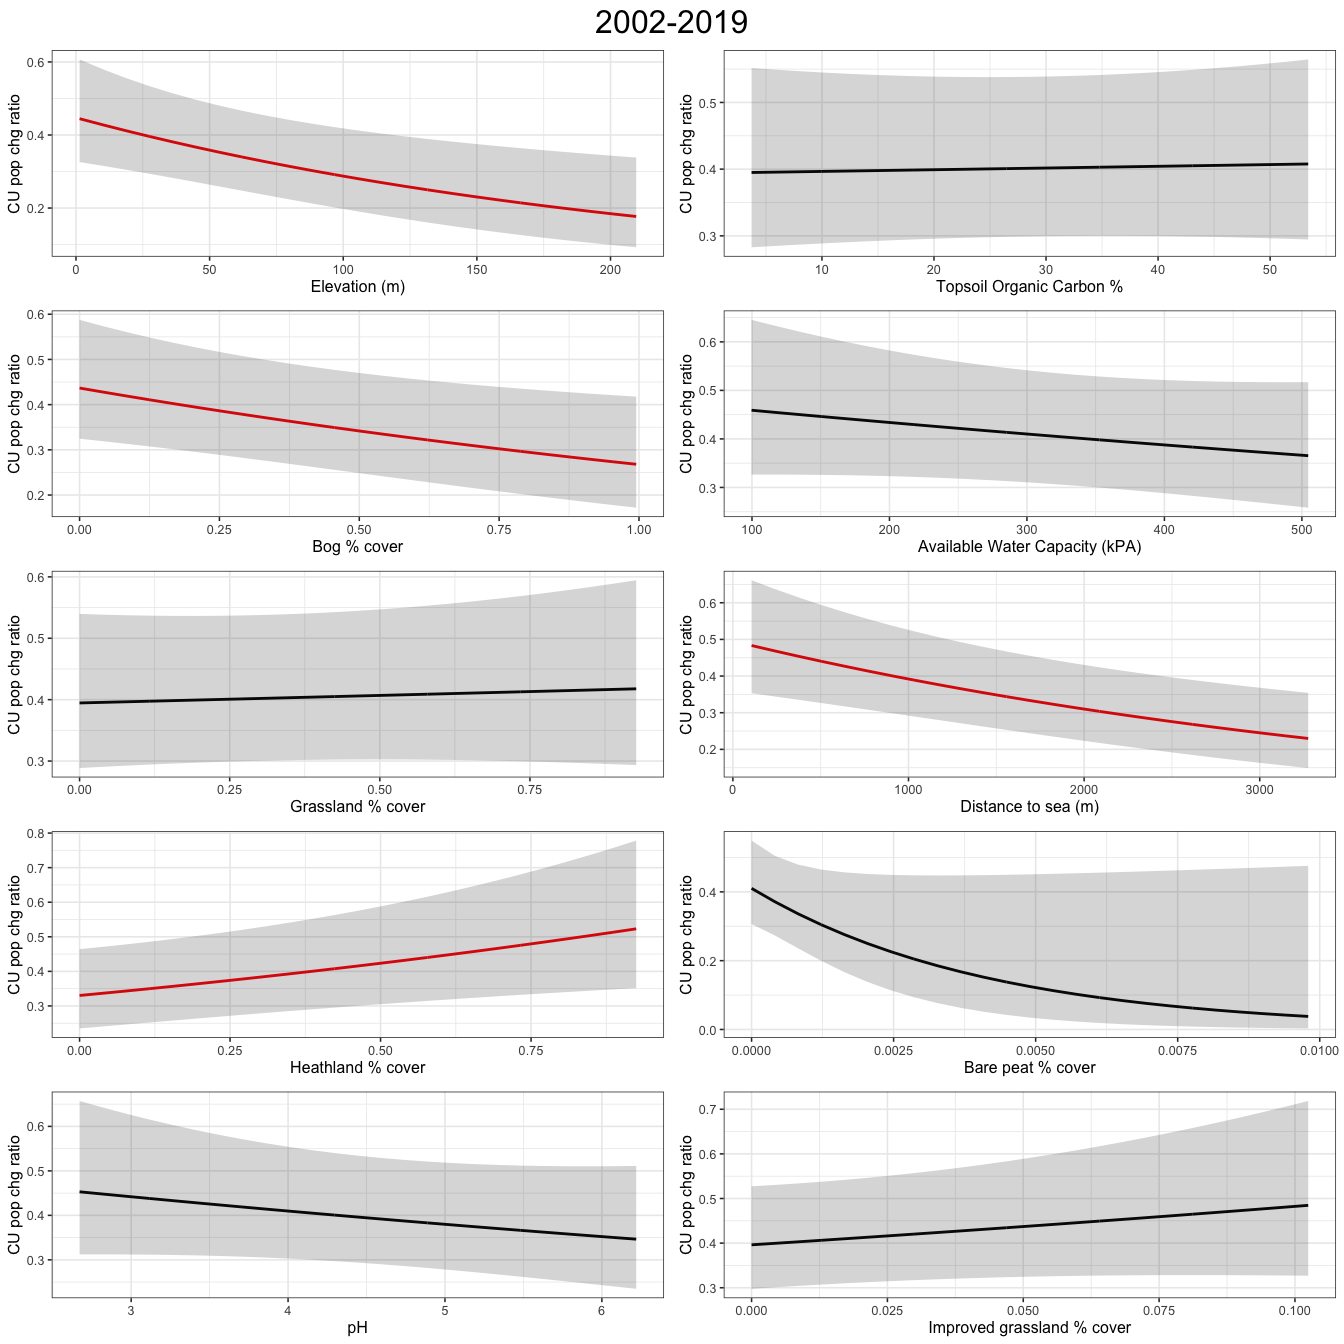 2002-2019
CU pop chg ratio
0.6
0.4
0.2
0 50 100 150 200
Elevation (m)
CU pop chg ratio
0.5
0.4
0.3
10 20 30 40 50
Topsoil Organic Carbon %
CU pop chg ratio
0.6
0.5
0.4
0.3
0.2
0.00 0.25 0.50 0.75 1.00
Bog % cover
CU pop chg ratio
0.6
0.5
0.4
0.3
100 200 300 400 500
Available Water Capacity (kPA)
CU pop chg ratio
0.6
0.5
0.4
0.3
0.00 0.25 0.50 0.75
Grassland % cover
CU pop chg ratio
0.6
0.5
0.4
0.3
0.2
0 1000 2000 3000
Distance to sea (m)
CU pop chg ratio
0.8
0.7
0.6
0.5
0.4
0.3
0.00 0.25 0.50 0.75
Heathland % cover
CU pop chg ratio
0.4
0.2
0.0
0.0000 0.0025 0.0050 0.0075 0.0100
Bare peat % cover
CU pop chg ratio
0.6
0.5
0.4
0.3
3 4 5 6
pH
CU pop chg ratio
0.7
0.6
0.5
0.4
0.3
0.000 0.025 0.050 0.075 0.100
Improved grassland % cover